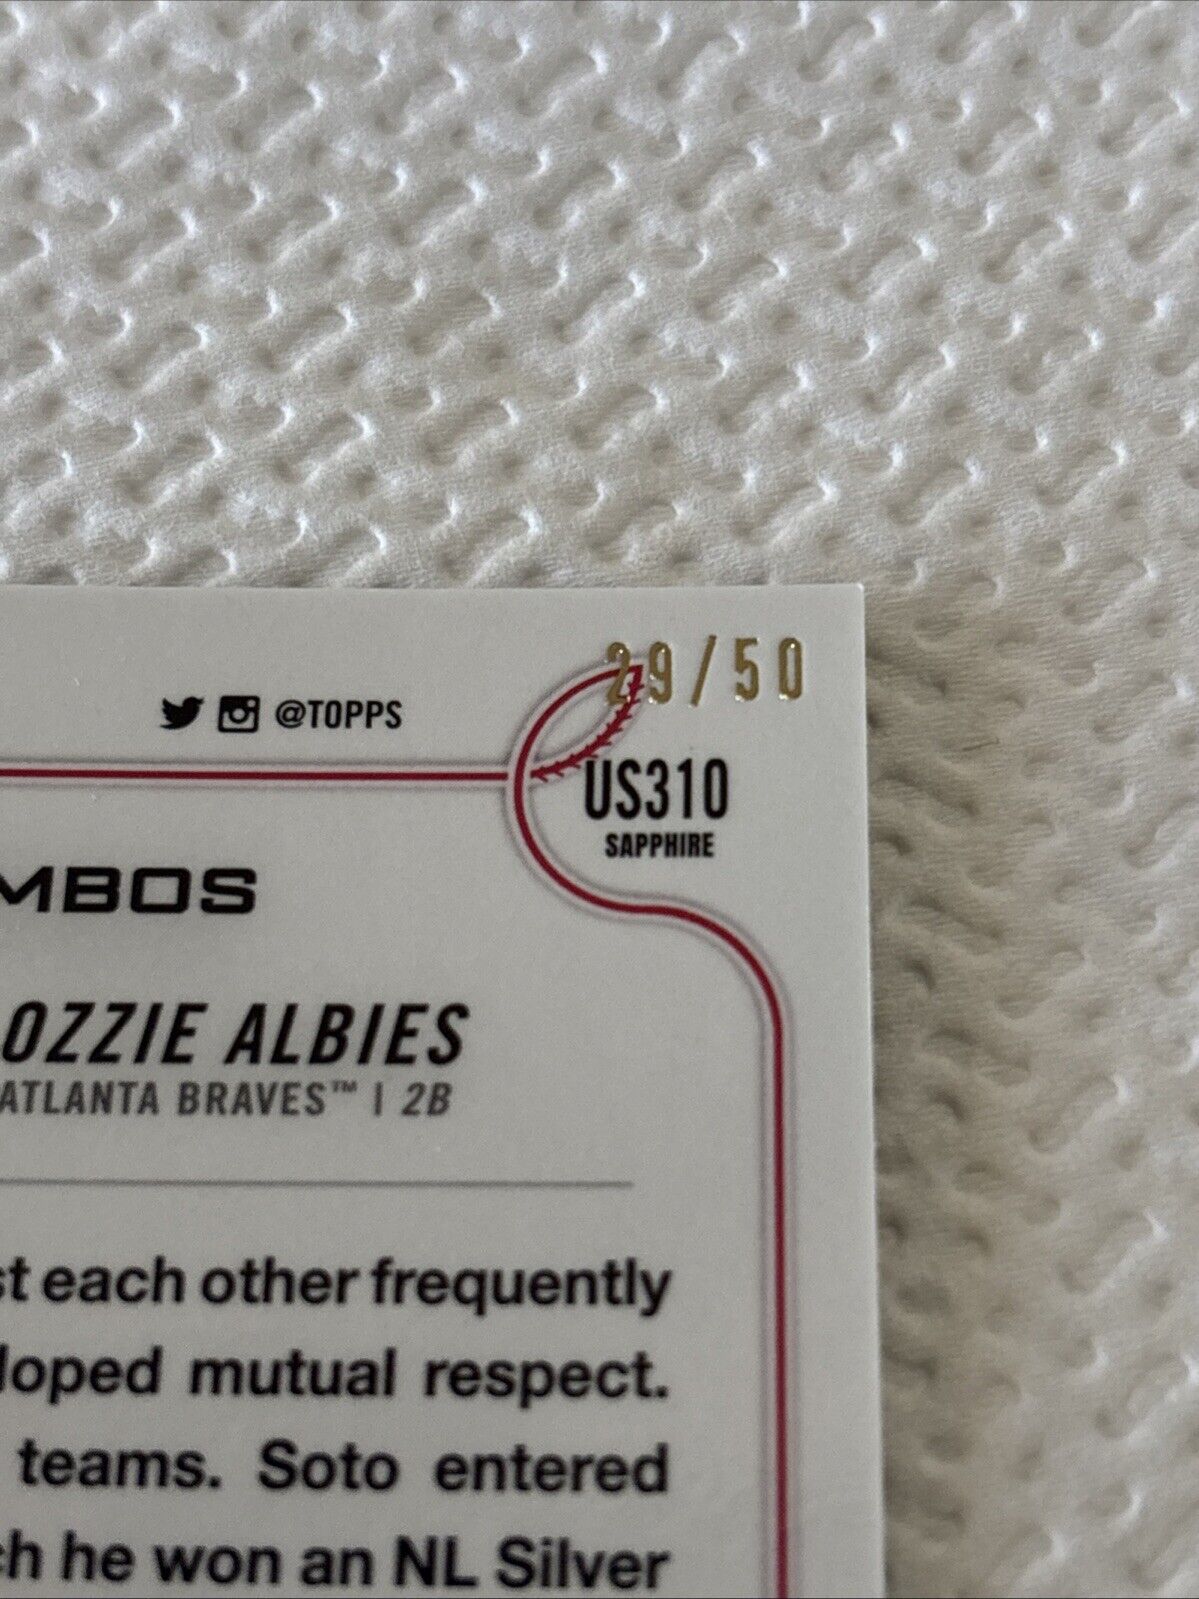 29/50
@TOPPS
US310
SAPPHIRE
MBOS
OZZIE ALBIES
ATLANTA BRAVES™ | 2B
st each other frequently
loped mutual respect.
teams. Soto entered
ch he won an NL Silver